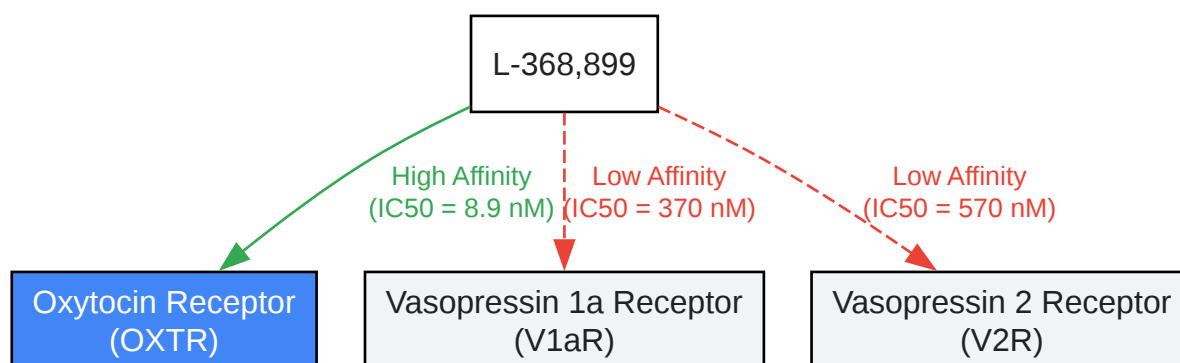 L-368,899
High Affinity
(IC50 = 8.9 nM)
Low Affinity
(IC50 = 370 nM)
Low Affinity
(IC50 = 570 nM)
Oxytocin Receptor
(OXTR)
Vasopressin 1a Receptor
(V1aR)
Vasopressin 2 Receptor
(V2R)